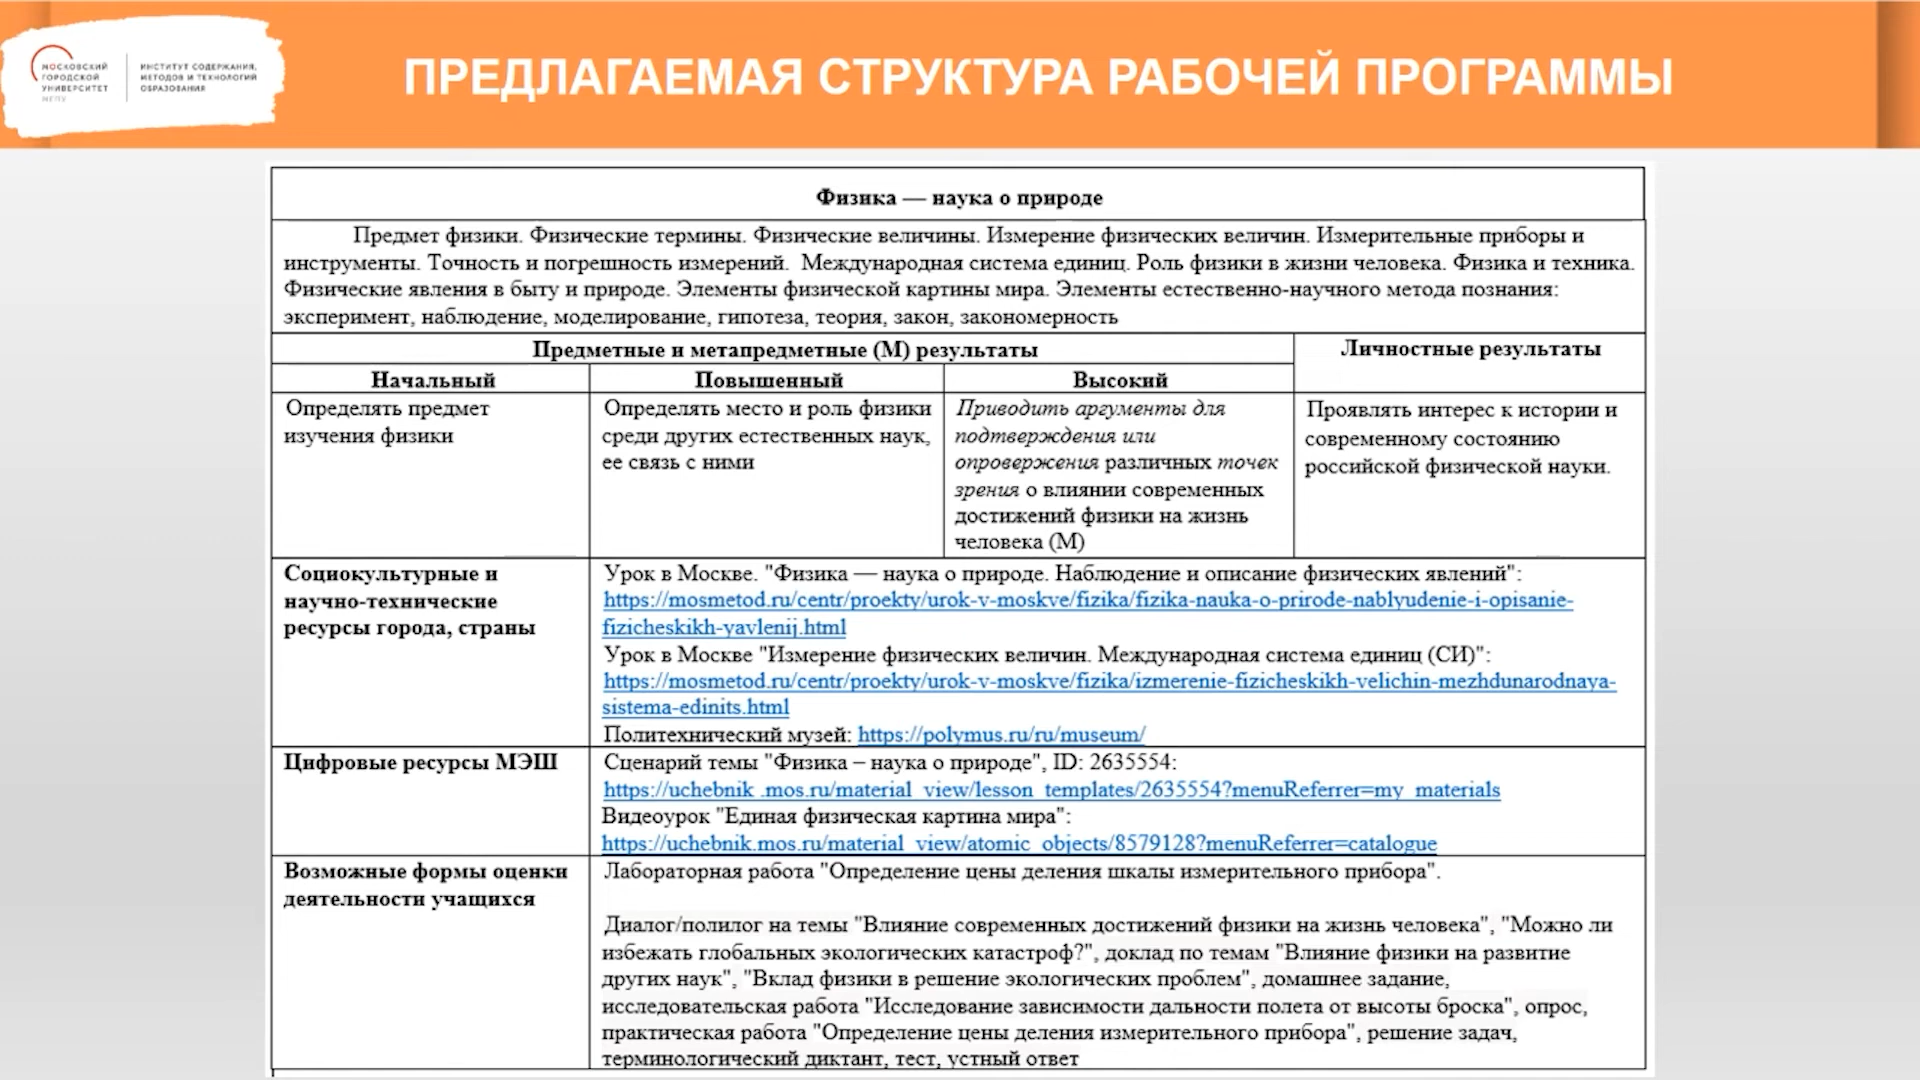 МОСКОВСКИЙ
ГОРОДСКОЙ
УНИВЕРСИТЕТ
МГПУ
ИНСТИТУТ СОДЕРЖАНИЯ,
МЕТОДОВ И ТЕХНОЛОГИЙ
ОБРАЗОВАНИЯ
ПРЕДЛАГАЕМАЯ СТРУКТУРА РАБОЧЕЙ ПРОГРАММЫ
Физика — наука о природе
Предмет физики. Физические термины. Физические величины. Измерение физических величин. Измерительные приборы и
инструменты. Точность и погрешность измерений. Международная система единиц. Роль физики в жизни человека. Физика и техника.
Физические явления в быту и природе. Элементы физической картины мира. Элементы естественно-научного метода познания:
эксперимент, наблюдение, моделирование, гипотеза, теория, закон, закономерность
Предметные и метапредметные (М) результаты
Личностные результаты
Начальный
Повышенный
Высокий
Определять предмет
изучения физики
Определять место и роль физики
среди других естественных наук,
ее связь с ними
Приводить аргументы для
подтверждения или
опровержения различных точек
зрения о влиянии современных
достижений физики на жизнь
человека (М)
Проявлять интерес к истории и
современному состоянию
российской физической науки.
Социокультурные и
научно-технические
ресурсы города, страны
Урок в Москве. "Физика — наука о природе. Наблюдение и описание физических явлений":
https://mosmetod.ru/centr/proekty/urok-v-moskve/fizika/fizika-nauka-o-prirode-nablyudenie-i-opisanie-
fizicheskikh-yavlenij.html
Урок в Москве "Измерение физических величин. Международная система единиц (СИ)":
https://mosmetod.ru/centr/proekty/urok-v-moskve/fizika/izmerenie-fizicheskikh-velichin-mezhdunarodnaya-
sistema-edinits.html
Политехнический музей: https://polymus.ru/ru/museum/
Цифровые ресурсы МЭШ
Сценарий темы "Физика – наука о природе", ID: 2635554:
https://uchebnik .mos.ru/material_view/lesson_templates/2635554?menuReferrer=my_materials
Видеоурок "Единая физическая картина мира":
https://uchebnik.mos.ru/material_view/atomic_objects/8579128?menuReferrer=catalogue
Возможные формы оценки
деятельности учащихся
Лабораторная работа "Определение цены деления шкалы измерительного прибора".
Диалог/полилог на темы "Влияние современных достижений физики на жизнь человека", "Можно ли
избежать глобальных экологических катастроф?", доклад по темам "Влияние физики на развитие
других наук", "Вклад физики в решение экологических проблем", домашнее задание,
исследовательская работа "Исследование зависимости дальности полета от высоты броска", опрос,
практическая работа "Определение цены деления измерительного прибора", решение задач,
терминологический диктант, тест, устный ответ